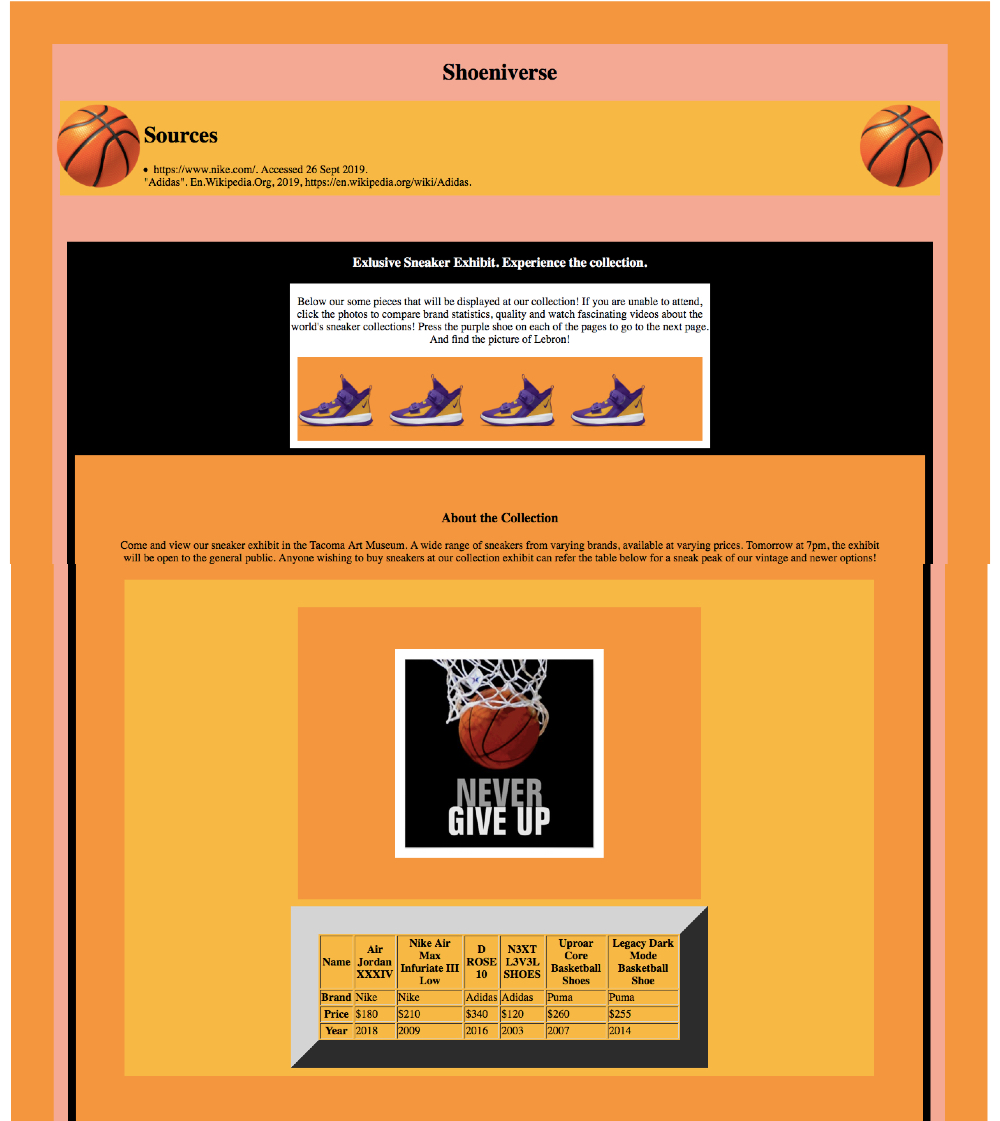 Shoeniverse
Sources
• https://www.nike.com/. Accessed 26 Sept 2019.
"Adidas". En.Wikipedia.Org, 2019, https://en.wikipedia.org/wiki/Adidas.
Exlusive Sneaker Exhibit. Experience the collection.
Below our some pieces that will be displayed at our collection! If you are unable to attend,
click the photos to compare brand statistics, quality and watch fascinating videos about the
world's sneaker collections! Press the purple shoe on each of the pages to go to the next page.
And find the picture of Lebron!
About the Collection
Come and view our sneaker exhibit in the Tacoma Art Museum. A wide range of sneakers from varying brands, available at varying prices. Tomorrow at 7pm, the exhibit
will be open to the general public. Anyone wishing to buy sneakers at our collection exhibit can refer the table below for a sneak peak of our vintage and newer options!
NEVER
GIVE UP
Name Air Jordan XXXIV Nike Air Max Infuriate III Low D ROSE 10 N3XT L3V3L SHOES Uproar Core Basketball Shoes Legacy Dark Mode Basketball Shoe
Brand Nike Nike Adidas Adidas Puma Puma
Price $180 $210 $340 $120 $260 $255
Year 2018 2009 2016 2003 2007 2014